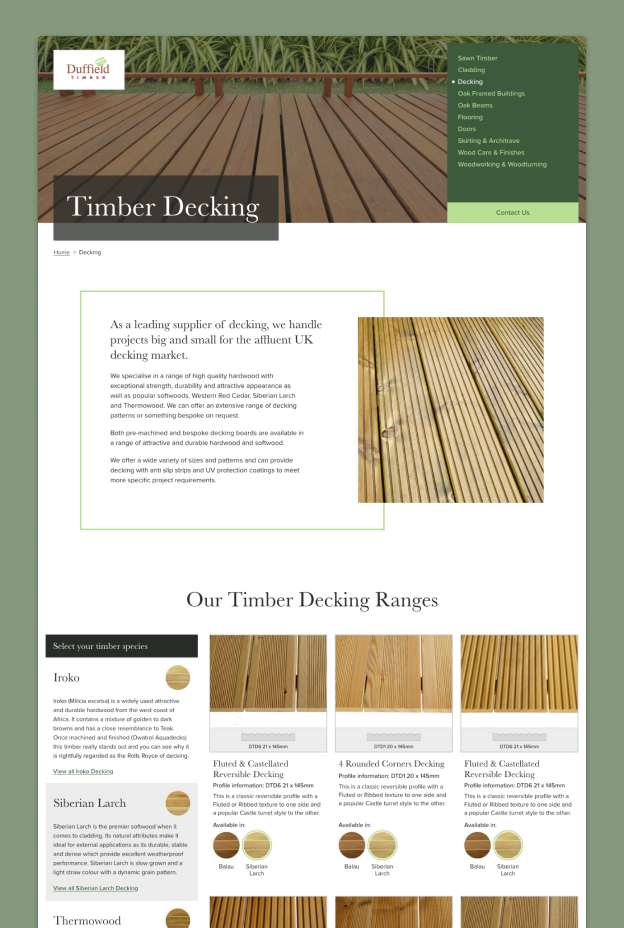 Duffield
TIMBER
Sawn Timber
Cladding
Decking
Oak Framed Buildings
Oak Beams
Flooring
Doors
Skirting & Architrave
Wood Care & Finishes
Woodworking & Woodturning
Contact Us
Timber Decking
Home > Decking
As a leading supplier of decking, we handle
projects big and small for the affluent UK
decking market.
We specialise in a range of high quality hardwood with
exceptional strength, durability and attractive appearance as
well as popular softwoods, Western Red Cedar, Siberian Larch
and Thermowood. We can offer an extensive range of decking
patterns or something bespoke on request.
Both pre-machined and bespoke decking boards are available in
a range of attractive and durable hardwood and softwood.
We offer a wide variety of sizes and patterns and can provide
decking with anti slip strips and UV protection coatings to meet
more specific project requirements.
Our Timber Decking Ranges
Select your timber species
Iroko
Iroko (Milicia excelsa) is a widely used attractive
and durable hardwood from the west coast of
Africa. It contains a mixture of golden to dark
browns and has a close resemblance to Teak.
Once machined and finished (Owatrol Aquadecks)
this timber really stands out and you can see why it
is rightfully regarded as the Rolls Royce of decking.
View all Iroko Decking
Siberian Larch
Siberian Larch is the premier softwood when it
comes to cladding. Its natural attributes make it
ideal for external applications as its durable, stable
and dense which provide excellent weatherproof
performance. Siberian Larch is slow grown and a
light straw colour with a dynamic grain pattern.
View all Siberian Larch Decking
Thermowood
DTD6 21 x 145mm
Fluted & Castellated
Reversible Decking
Profile information: DTD6 21 x 145mm
This is a classic reversible profile with a
Fluted or Ribbed texture to one side and
a popular Castle turret style to the other.
Available in:
Balau
Siberian
Larch
DTD1 20 x 145mm
4 Rounded Corners Decking
Profile information: DTD1 20 x 145mm
This is a classic reversible profile with a
Fluted or Ribbed texture to one side and
a popular Castle turret style to the other.
Available in:
Balau
Siberian
Larch
DTD6 21 x 145mm
Fluted & Castellated
Reversible Decking
Profile information: DTD6 21 x 145mm
This is a classic reversible profile with a
Fluted or Ribbed texture to one side and
a popular Castle turret style to the other.
Available in:
Balau
Siberian
Larch